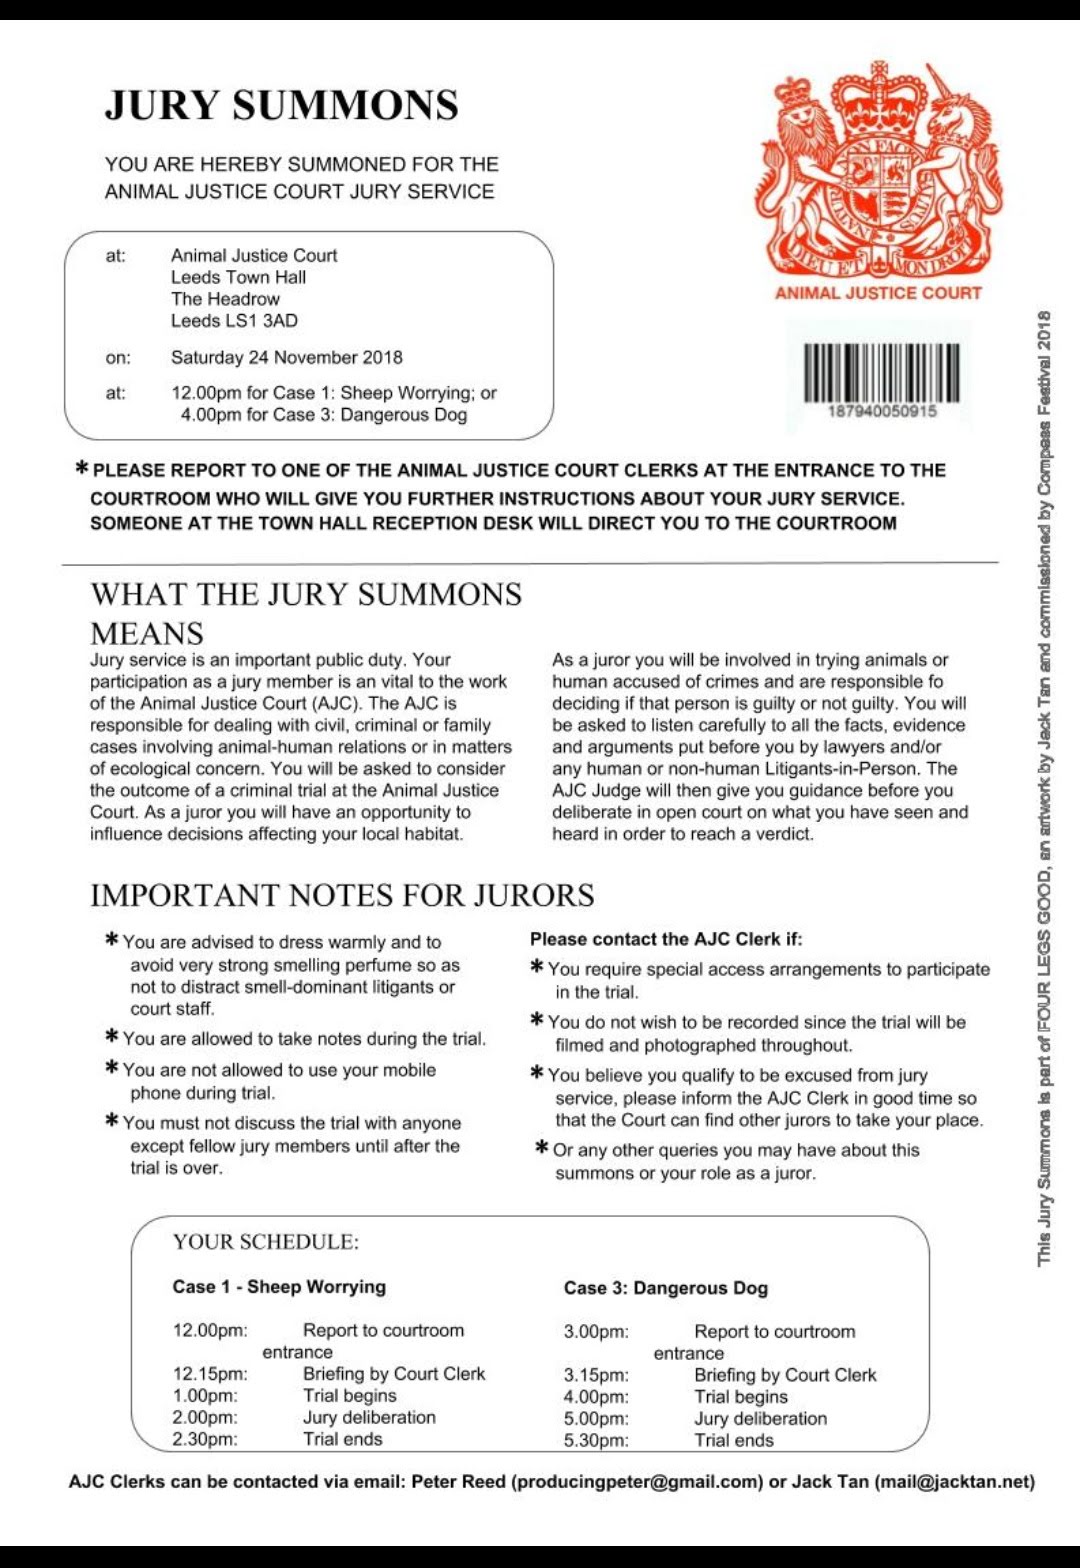 JURY SUMMONS
YOU ARE HEREBY SUMMONED FOR THE
ANIMAL JUSTICE COURT JURY SERVICE
at: Animal Justice Court
Leeds Town Hall
The Headrow
Leeds LS1 3AD
on: Saturday 24 November 2018
at: 12.00pm for Case 1: Sheep Worrying; or
4.00pm for Case 3: Dangerous Dog
DIEU ET MON DROIT
ANIMAL JUSTICE COURT
187940050915
* PLEASE REPORT TO ONE OF THE ANIMAL JUSTICE COURT CLERKS AT THE ENTRANCE TO THE
COURTROOM WHO WILL GIVE YOU FURTHER INSTRUCTIONS ABOUT YOUR JURY SERVICE.
SOMEONE AT THE TOWN HALL RECEPTION DESK WILL DIRECT YOU TO THE COURTROOM
WHAT THE JURY SUMMONS
MEANS
Jury service is an important public duty. Your
participation as a jury member is an vital to the work
of the Animal Justice Court (AJC). The AJC is
responsible for dealing with civil, criminal or family
cases involving animal-human relations or in matters
of ecological concern. You will be asked to consider
the outcome of a criminal trial at the Animal Justice
Court. As a juror you will have an opportunity to
influence decisions affecting your local habitat.
As a juror you will be involved in trying animals or
human accused of crimes and are responsible fo
deciding if that person is guilty or not guilty. You will
be asked to listen carefully to all the facts, evidence
and arguments put before you by lawyers and/or
any human or non-human Litigants-in-Person. The
AJC Judge will then give you guidance before you
deliberate in open court on what you have seen and
heard in order to reach a verdict.
IMPORTANT NOTES FOR JURORS
* You are advised to dress warmly and to
avoid very strong smelling perfume so as
not to distract smell-dominant litigants or
court staff.
* You are allowed to take notes during the trial.
* You are not allowed to use your mobile
phone during trial.
* You must not discuss the trial with anyone
except fellow jury members until after the
trial is over.
Please contact the AJC Clerk if:
* You require special access arrangements to participate
in the trial.
* You do not wish to be recorded since the trial will be
filmed and photographed throughout.
* You believe you qualify to be excused from jury
service, please inform the AJC Clerk in good time so
that the Court can find other jurors to take your place.
* Or any other queries you may have about this
summons or your role as a juror.
YOUR SCHEDULE:
Case 1 - Sheep Worrying
12.00pm: Report to courtroom
entrance
12.15pm: Briefing by Court Clerk
1.00pm: Trial begins
2.00pm: Jury deliberation
2.30pm: Trial ends
Case 3: Dangerous Dog
3.00pm: Report to courtroom
entrance
3.15pm: Briefing by Court Clerk
4.00pm: Trial begins
5.00pm: Jury deliberation
5.30pm: Trial ends
AJC Clerks can be contacted via email: Peter Reed (producingpeter@gmail.com) or Jack Tan (mail@jacktan.net)
This Jury Summons is part of FOUR LEGS GOOD, an artwork by Jack Tan and commissioned by Compass Festival 2018